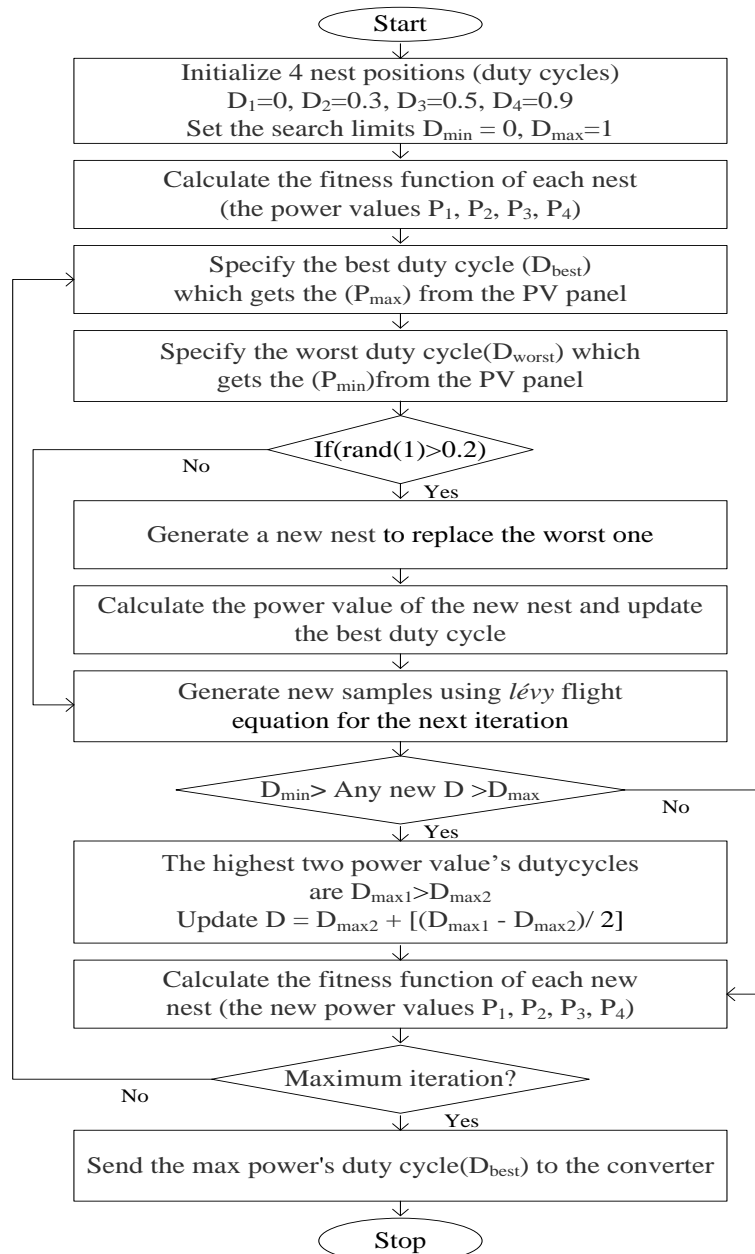 Start
Initialize 4 nest positions (duty cycles)
D₁=0, D₂=0.3, D₃=0.5, D₄=0.9
Set the search limits Dmin = 0, Dmax=1
Calculate the fitness function of each nest
(the power values P₁, P₂, P₃, P₄)
Specify the best duty cycle (Dbest)
which gets the (Pmax) from the PV panel
Specify the worst duty cycle(Dworst) which
gets the (Pmin)from the PV panel
If(rand(1)>0.2)
No
Yes
Generate a new nest to replace the worst one
Calculate the power value of the new nest and update
the best duty cycle
Generate new samples using lévy flight
equation for the next iteration
Dmin> Any new D >Dmax
No
Yes
The highest two power value’s dutycycles
are Dmax1>Dmax2
Update D = Dmax2 + [(Dmax1 - Dmax2)/ 2]
Calculate the fitness function of each new
nest (the new power values P₁, P₂, P₃, P₄)
Maximum iteration?
No
Yes
Send the max power's duty cycle(Dbest) to the converter
Stop